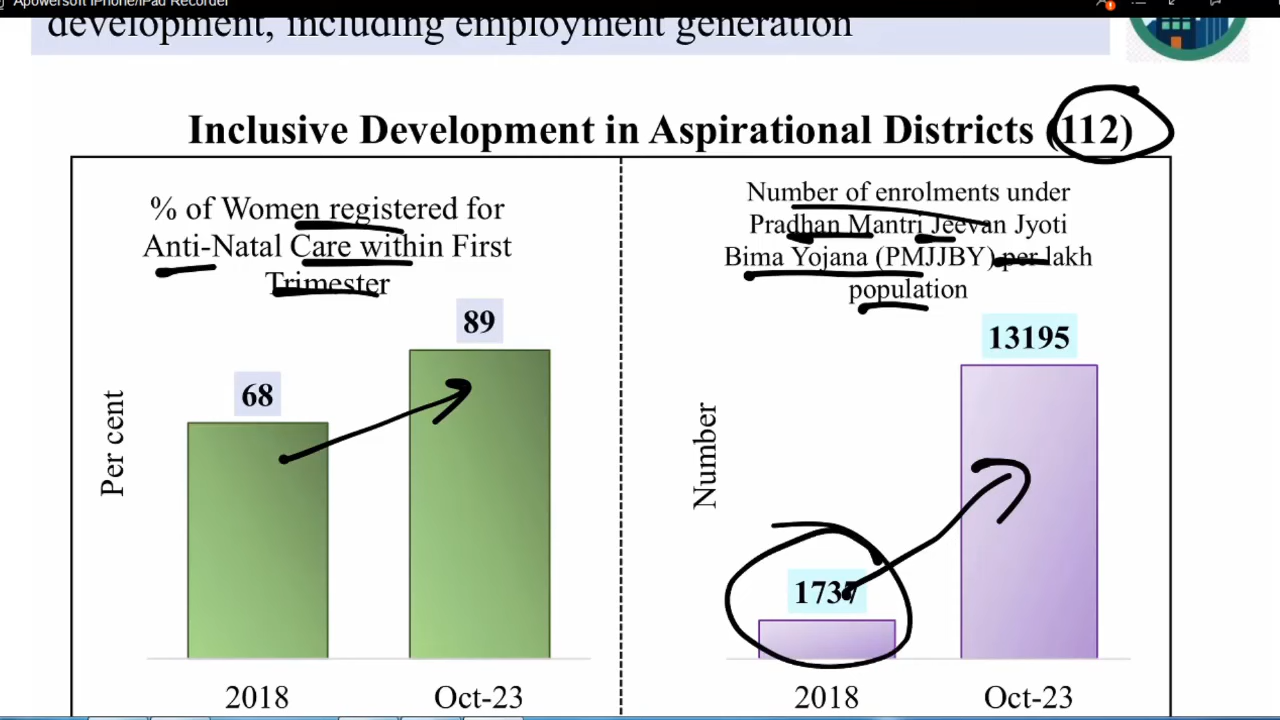 Apowersoft iPhone/iPad Recorder
development, including employment generation
Inclusive Development in Aspirational Districts (112)
% of Women registered for
Anti-Natal Care within First
Trimester
89
68
Per cent
2018
Oct-23
Number of enrolments under
Pradhan Mantri Jeevan Jyoti
Bima Yojana (PMJJBY) per lakh
population
13195
1737
Number
2018
Oct-23